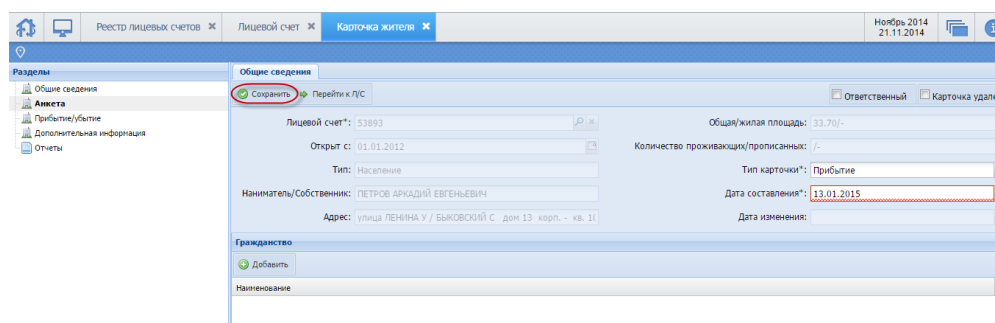 Реестр лицевых счетов
Лицевой счет
Карточка жителя
Ноябрь 2014
21.11.2014
Разделы
Общие сведения
Анкета
Прибытие/убытие
Дополнительная информация
Отчеты
Общие сведения
Сохранить
Перейти к Л/С
Ответственный
Карточка удале
Лицевой счет*: 53893
Общая/жилая площадь: 33.70/-
Открыт с: 01.01.2012
Количество проживающих/прописанных: /-
Тип: Население
Тип карточки*: Прибытие
Наниматель/Собственник: ПЕТРОВ АРКАДИЙ ЕВГЕНЬЕВИЧ
Дата составления*: 13.01.2015
Адрес: улица ЛЕНИНА У / БЫКОВСКИЙ С дом 13 корп. - кв. 10
Дата изменения:
Гражданство
Добавить
Наименование